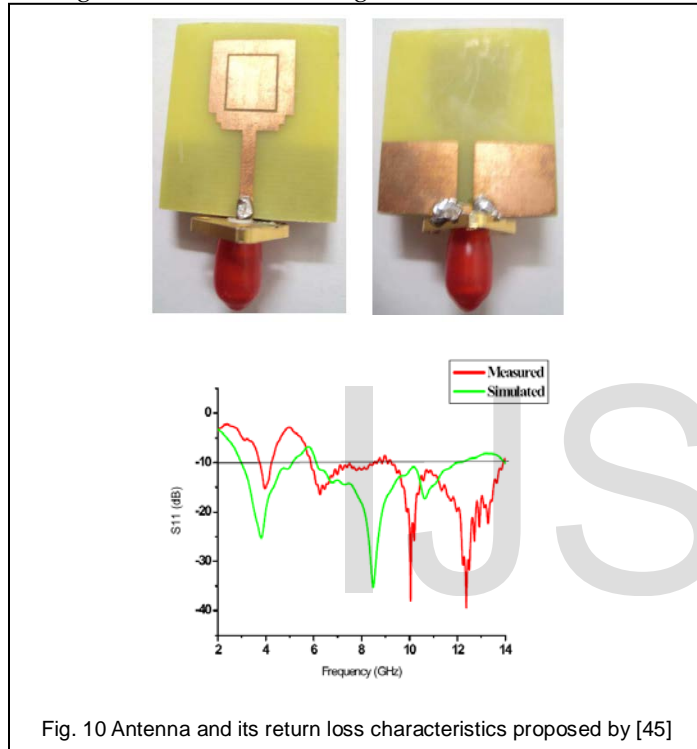 Measured
Simulated
0
-10
-20
-30
-40
S11 (dB)
2
4
6
8
10
12
14
Frequency (GHz)
IJS
Fig. 10 Antenna and its return loss characteristics proposed by [45]